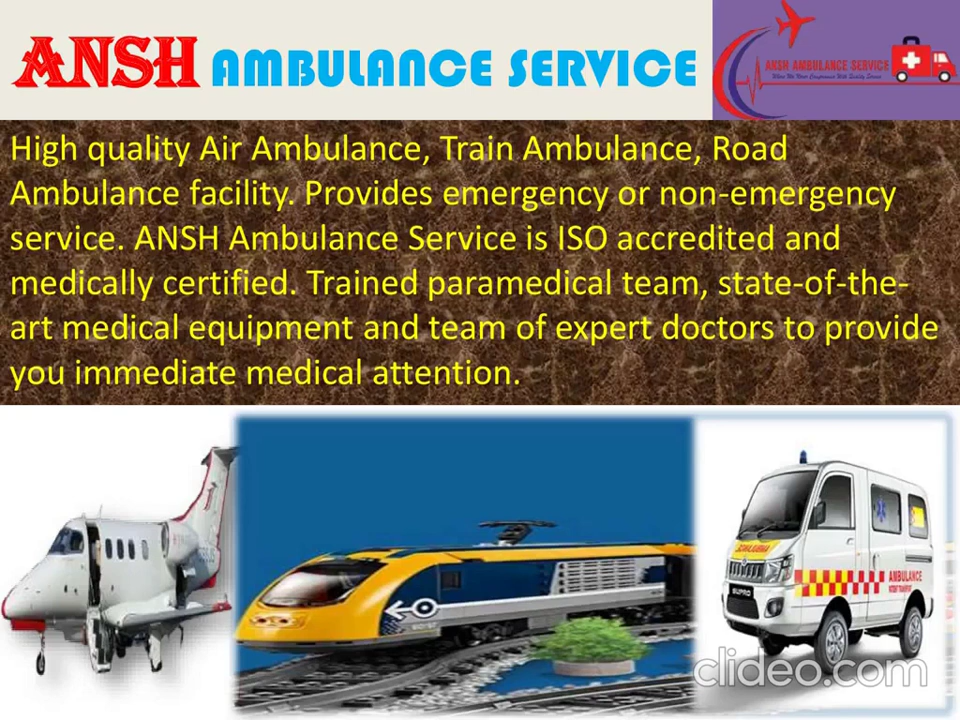 ANSH AMBULANCE SERVICE
ANSH AMBULANCE SERVICE
High quality Air Ambulance, Train Ambulance, Road
Ambulance facility. Provides emergency or non-emergency
service. ANSH Ambulance Service is ISO accredited and
medically certified. Trained paramedical team, state-of-the-
art medical equipment and team of expert doctors to provide
you immediate medical attention.
AMBULANCE
SUPRO
clideo.com